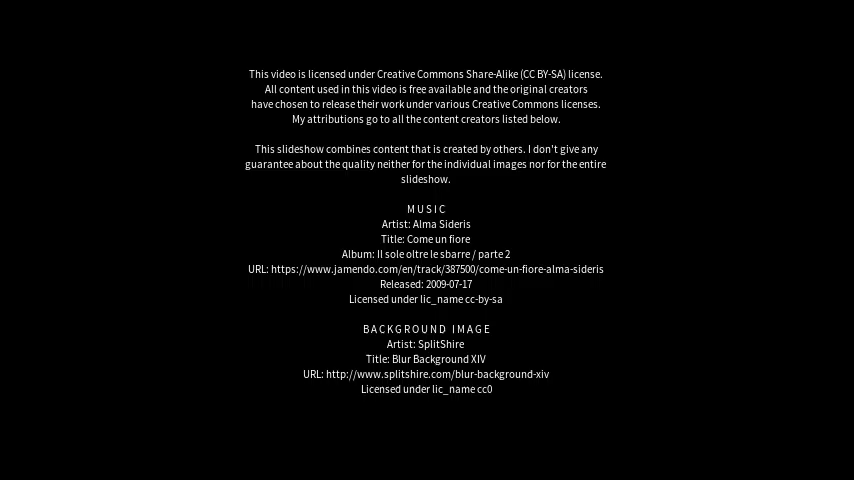 This video is licensed under Creative Commons Share-Alike (CC BY-SA) license.
All content used in this video is free available and the original creators
have chosen to release their work under various Creative Commons licenses.
My attributions go to all the content creators listed below.
This slideshow combines content that is created by others. I don't give any
guarantee about the quality neither for the individual images nor for the entire
slideshow.
MUSIC
Artist: Alma Sideris
Title: Come un fiore
Album: Il sole oltre le sbarre / parte 2
URL: https://www.jamendo.com/en/track/387500/come-un-fiore-alma-sideris
Released: 2009-07-17
Licensed under lic_name cc-by-sa
BACKGROUND IMAGE
Artist: SplitShire
Title: Blur Background XIV
URL: http://www.splitshire.com/blur-background-xiv
Licensed under lic_name cc0